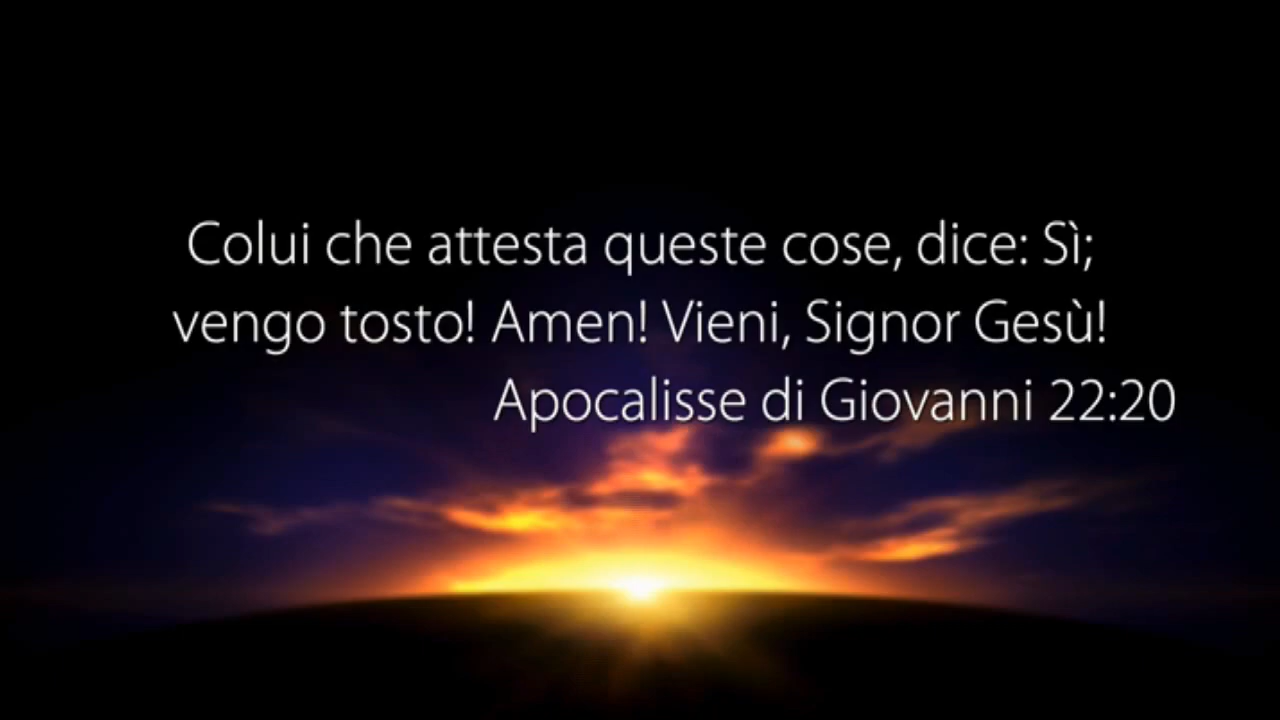 Colui che attesta queste cose, dice: Sì;
vengo tosto! Amen! Vieni, Signor Gesù!
Apocalisse di Giovanni 22:20